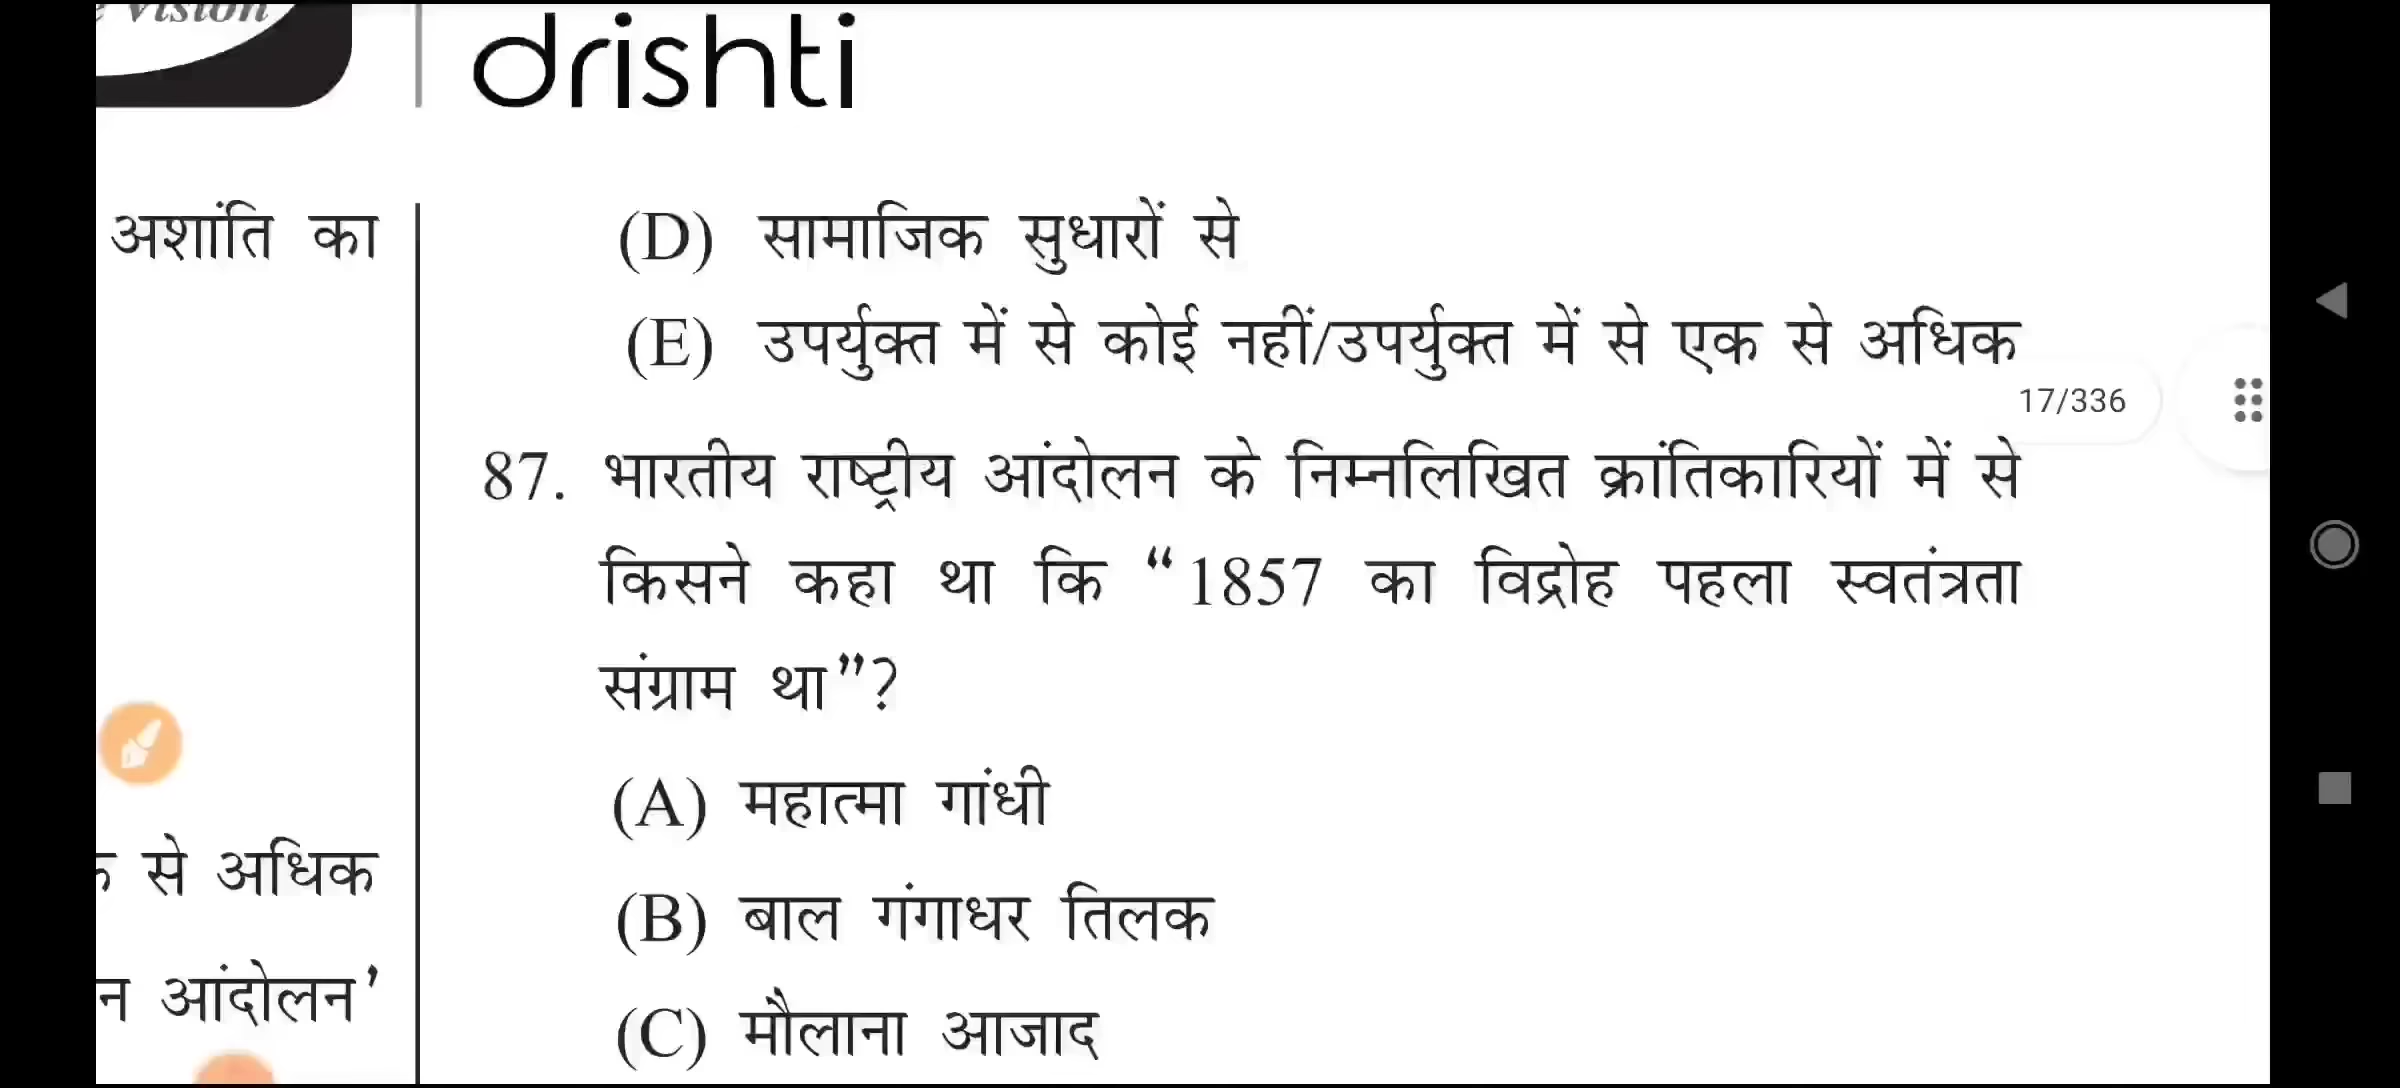 drishti
अशांति का
से अधिक
आंदोलन’
(D) सामाजिक सुधारों से
(E) उपर्युक्त में से कोई नहीं/उपर्युक्त में से एक से अधिक
17/336
87. भारतीय राष्ट्रीय आंदोलन के निम्नलिखित क्रांतिकारियों में से
किसने कहा था कि “1857 का विद्रोह पहला स्वतंत्रता
संग्राम था”?
(A) महात्मा गांधी
(B) बाल गंगाधर तिलक
(C) मौलाना आजाद